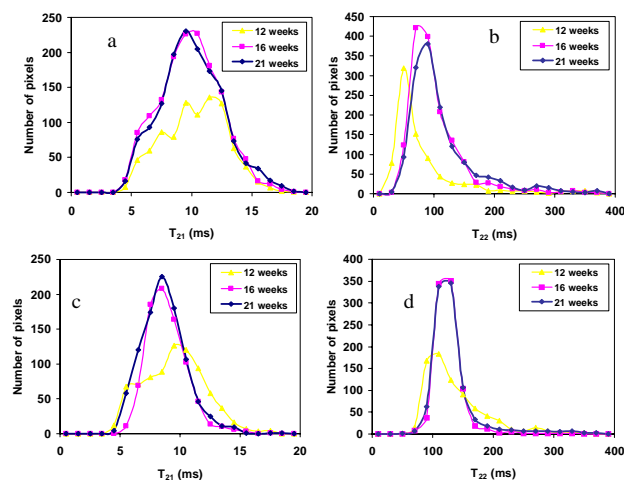 a
12 weeks
16 weeks
21 weeks
Number of pixels
250
200
150
100
50
0
0 5 10 15 20
T21 (ms)
b
12 weeks
16 weeks
21 weeks
Number of pixels
450
400
350
300
250
200
150
100
50
0
0 100 200 300 400
T22 (ms)
c
12 weeks
16 weeks
21 weeks
Number of pixels
250
200
150
100
50
0
0 5 10 15 20
T21 (ms)
d
12 weeks
16 weeks
21 weeks
Number of pixels
400
350
300
250
200
150
100
50
0
0 100 200 300 400
T22 (ms)